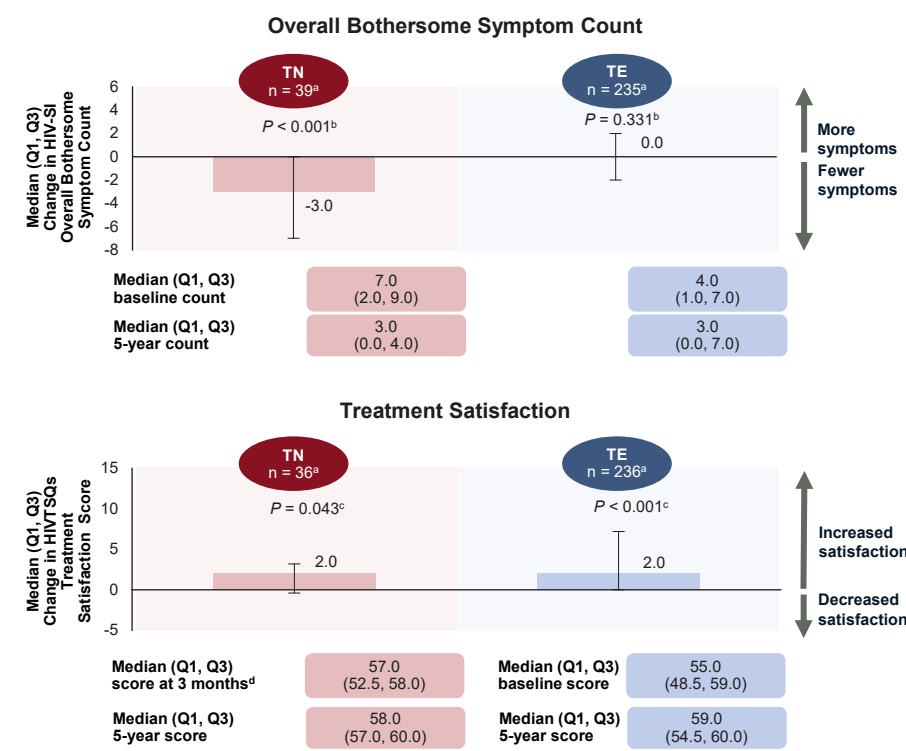 Overall Bothersome Symptom Count
Median (Q1, Q3)
Change in HIV-SI
Overall Bothersome
Symptom Count
6
4
2
0
-2
-4
-6
-8
TN
n = 39ᵃ
P < 0.001ᵇ
-3.0
TE
n = 235ᵃ
P = 0.331ᵇ
0.0
More
symptoms
Fewer
symptoms
Median (Q1, Q3)
baseline count
7.0
(2.0, 9.0)
4.0
(1.0, 7.0)
Median (Q1, Q3)
5-year count
3.0
(0.0, 4.0)
3.0
(0.0, 7.0)
Treatment Satisfaction
Median (Q1, Q3)
Change in HIVTSQs
Treatment
Satisfaction Score
15
10
5
0
-5
TN
n = 36ᵃ
P = 0.043ᶜ
2.0
TE
n = 236ᵃ
P < 0.001ᶜ
2.0
Increased
satisfaction
Decreased
satisfaction
Median (Q1, Q3)
score at 3 monthsᵈ
57.0
(52.5, 58.0)
Median (Q1, Q3)
baseline score
55.0
(48.5, 59.0)
Median (Q1, Q3)
5-year score
58.0
(57.0, 60.0)
Median (Q1, Q3)
5-year score
59.0
(54.5, 60.0)